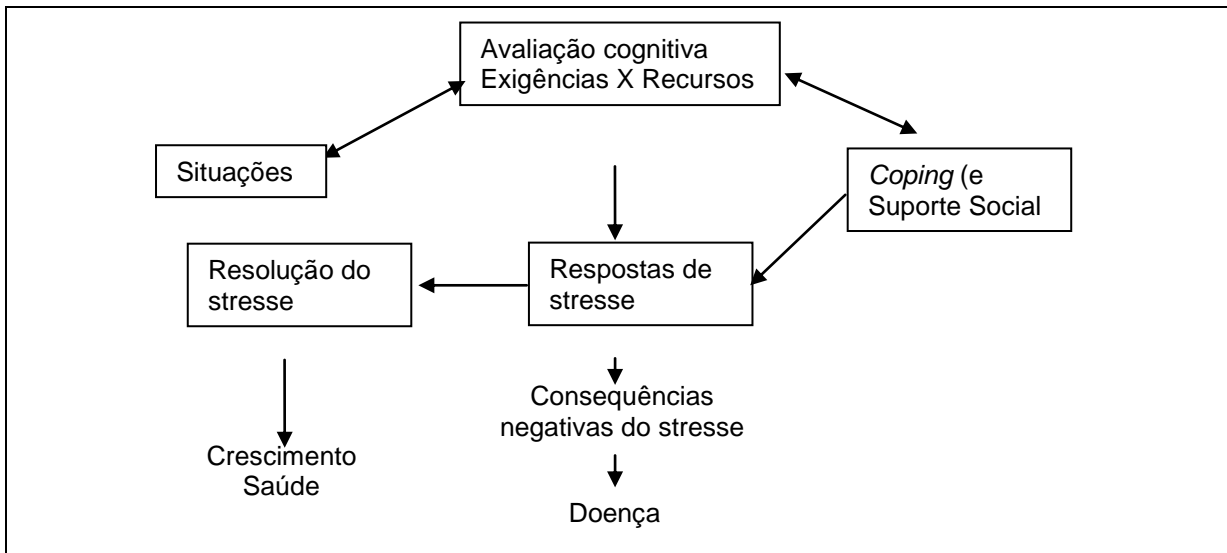 Avaliação cognitiva
Exigências X Recursos
Situações
Coping (e
Suporte Social
Resolução do
stresse
Respostas de
stresse
Consequências
negativas do stresse
Crescimento
Saúde
Doença